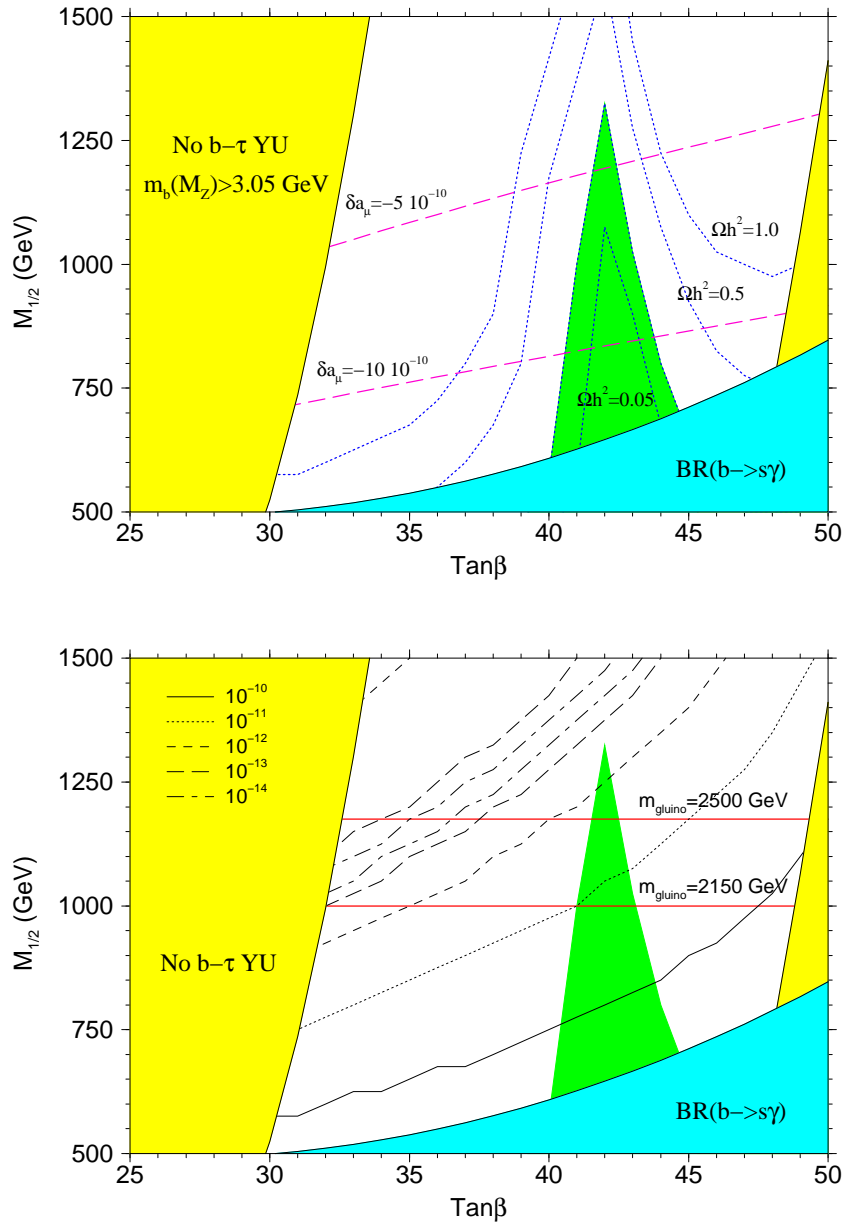 1500
1250
1000
750
500
M1/2 (GeV)
No b−τ YU
mb(MZ)>3.05 GeV
δaμ=−5 10−10
δaμ=−10 10−10
Ωh2=1.0
Ωh2=0.5
Ωh2=0.05
BR(b−>sγ)
25 30 35 40 45 50
Tanβ
1500
1250
1000
750
500
M1/2 (GeV)
10−10
10−11
10−12
10−13
10−14
mgluino=2500 GeV
mgluino=2150 GeV
No b−τ YU
BR(b−>sγ)
25 30 35 40 45 50
Tanβ